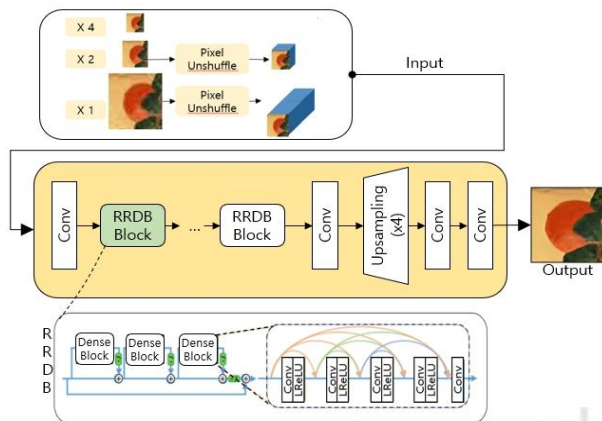 X 4
X 2
Pixel
Unshuffle
X 1
Pixel
Unshuffle
Input
Conv
RRDB
Block
...
RRDB
Block
Conv
Upsampling
(x4)
Conv
Conv
Output
R
R
D
B
Dense
Block
Dense
Block
Dense
Block
Conv
LReLU
Conv
LReLU
Conv
LReLU
Conv
LReLU
Conv